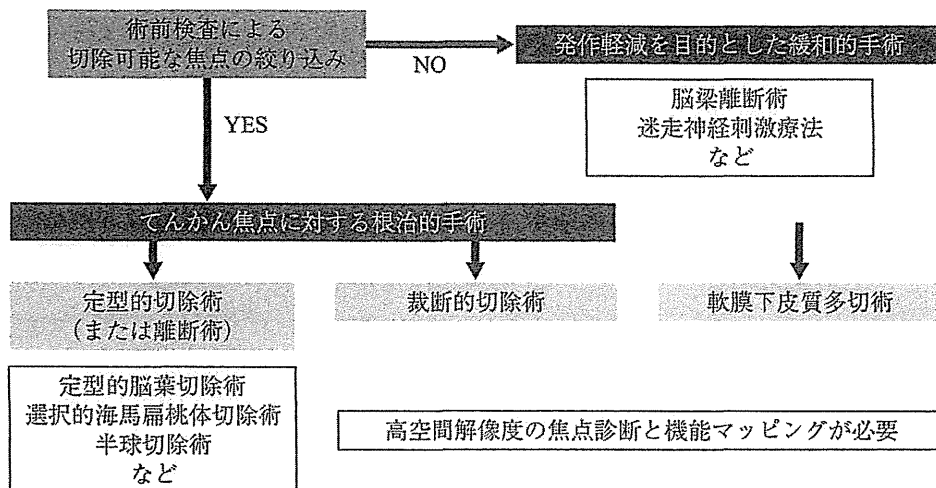 術前検査による
切除可能な焦点の絞り込み
NO
発作軽減を目的とした緩和的手術
脳梁離断術
迷走神経刺激療法
など
YES
てんかん焦点に対する根治的手術
定型的切除術
(または離断術)
裁断的切除術
軟膜下皮質多切術
定型的脳葉切除術
選択的海馬扁桃体切除術
半球切除術
など
高空間解像度の焦点診断と機能マッピングが必要